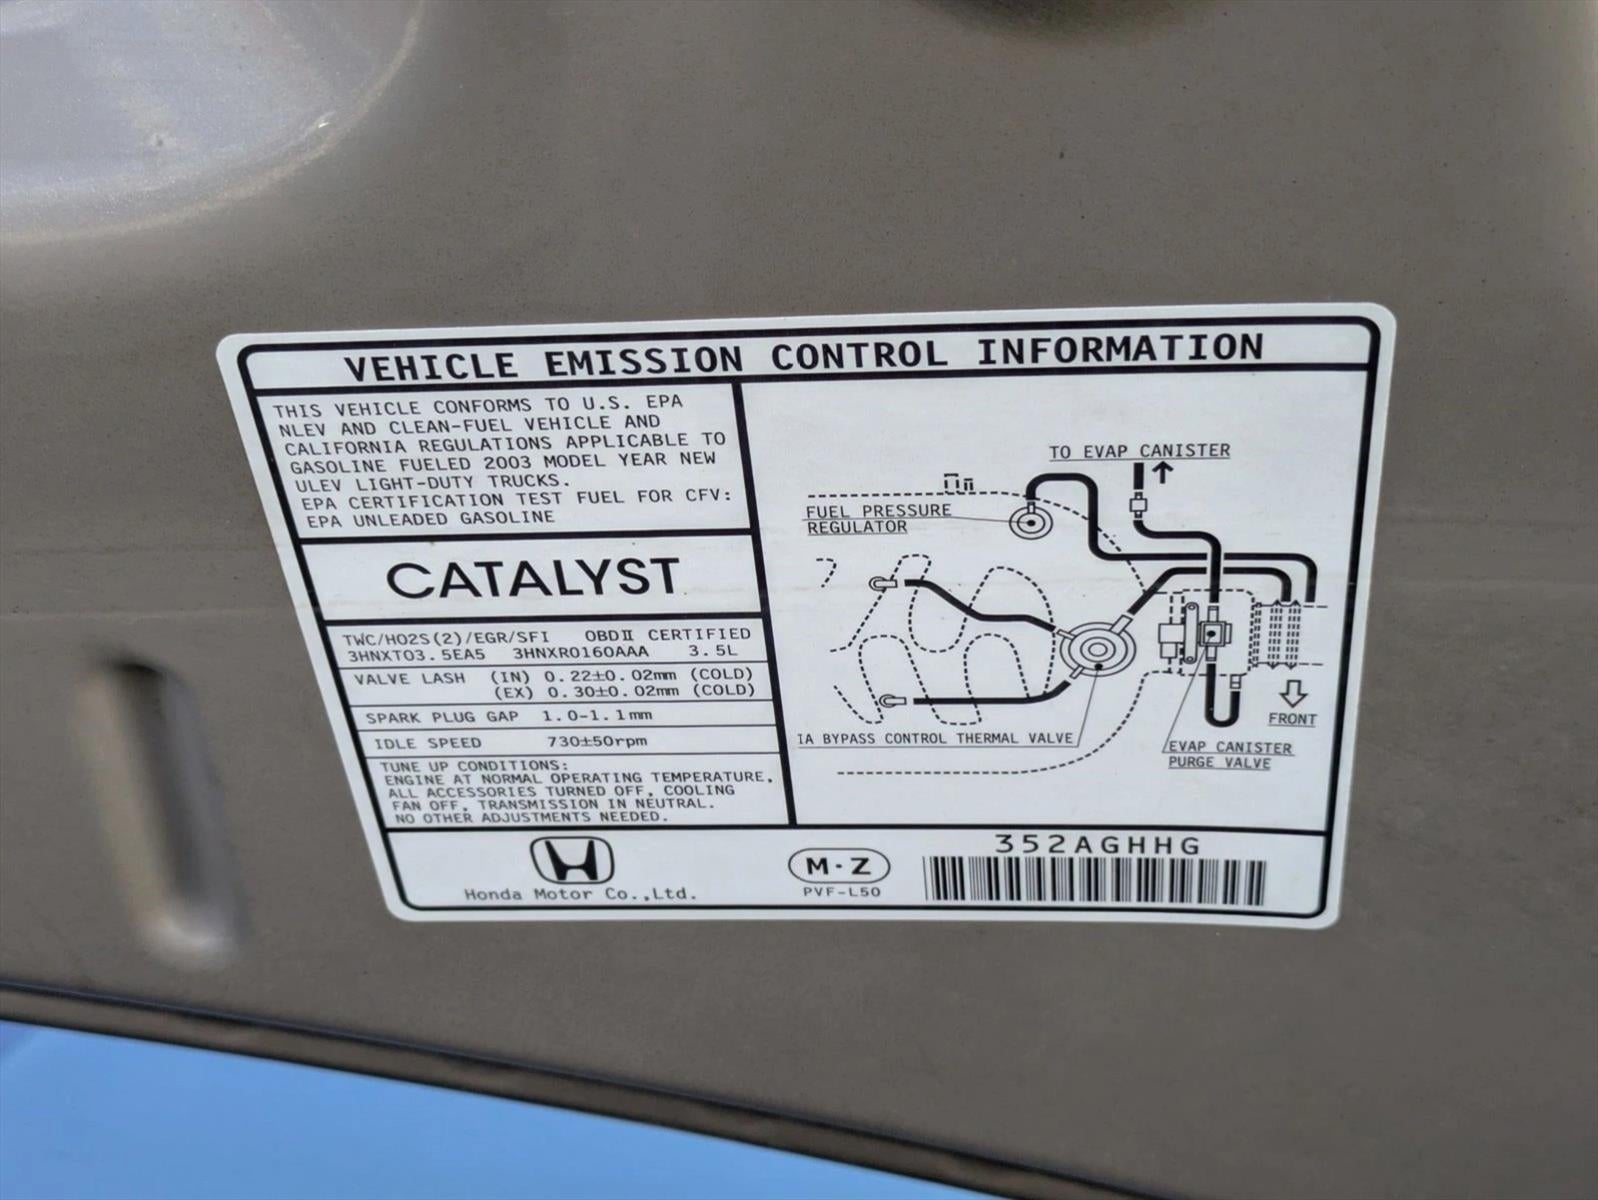 VEHICLE EMISSION CONTROL INFORMATION
THIS VEHICLE CONFORMS TO U.S. EPA
NLEV AND CLEAN-FUEL VEHICLE AND
CALIFORNIA REGULATIONS APPLICABLE TO
GASOLINE FUELED 2003 MODEL YEAR NEW
ULEV LIGHT-DUTY TRUCKS.
EPA CERTIFICATION TEST FUEL FOR CFV:
EPA UNLEADED GASOLINE
CATALYST
TWC/HO2S(2)/EGR/SFI OBDⅡ CERTIFIED
3HNXT03.5EA5 3HNXR0160AAA 3.5L
VALVE LASH (IN) 0.22±0.02mm (COLD)
(EX) 0.30±0.02mm (COLD)
SPARK PLUG GAP 1.0-1.1mm
IDLE SPEED 730±50rpm
TUNE UP CONDITIONS:
ENGINE AT NORMAL OPERATING TEMPERATURE,
ALL ACCESSORIES TURNED OFF, COOLING
FAN OFF, TRANSMISSION IN NEUTRAL.
NO OTHER ADJUSTMENTS NEEDED.
TO EVAP CANISTER
FUEL PRESSURE
REGULATOR
FRONT
IA BYPASS CONTROL THERMAL VALVE
EVAP CANISTER
PURGE VALVE
Honda Motor Co.,Ltd.
M·Z
PVF-L50
352AGHHG